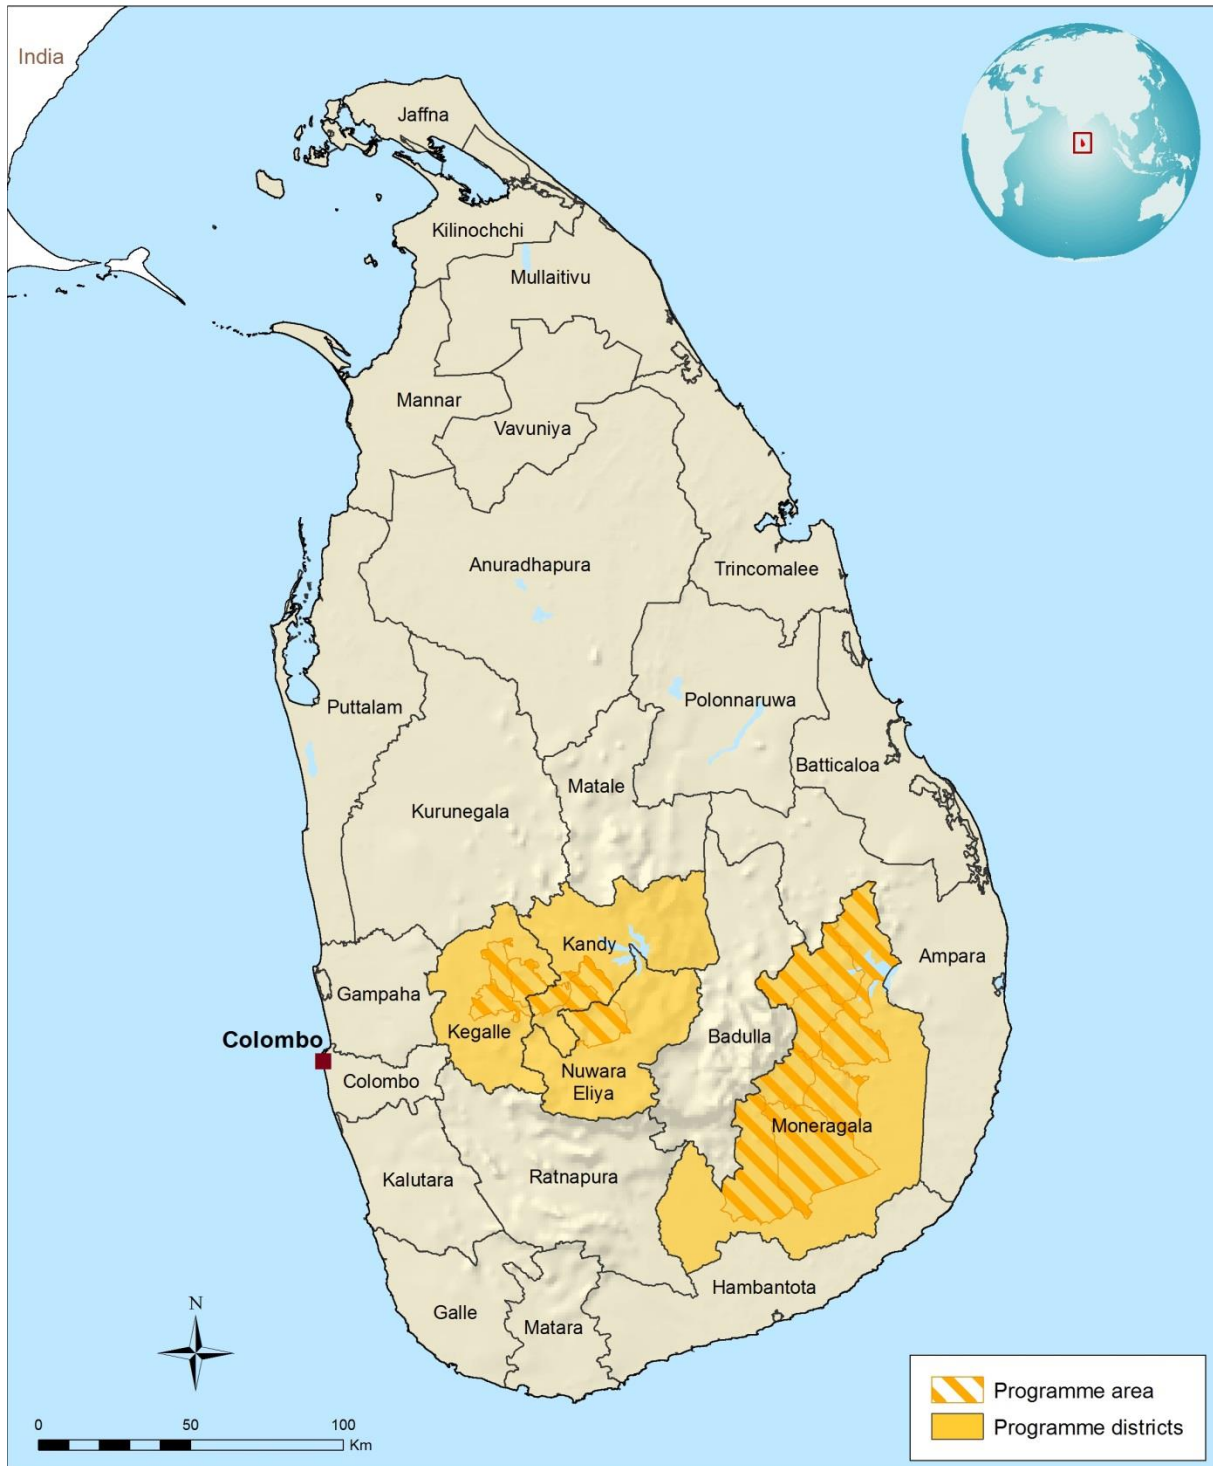 India
Jaffna
Kilinochchi
Mullaitivu
Mannar
Vavuniya
Anuradhapura
Trincomalee
Puttalam
Polonnaruwa
Batticaloa
Matale
Kurunegala
Kandy
Ampara
Gampaha
Kegalle
Badulla
Colombo
Colombo
Nuwara
Eliya
Moneragala
Kalutara
Ratnapura
Hambantota
Galle
Matara
N
0 50 100
Km
Programme area
Programme districts